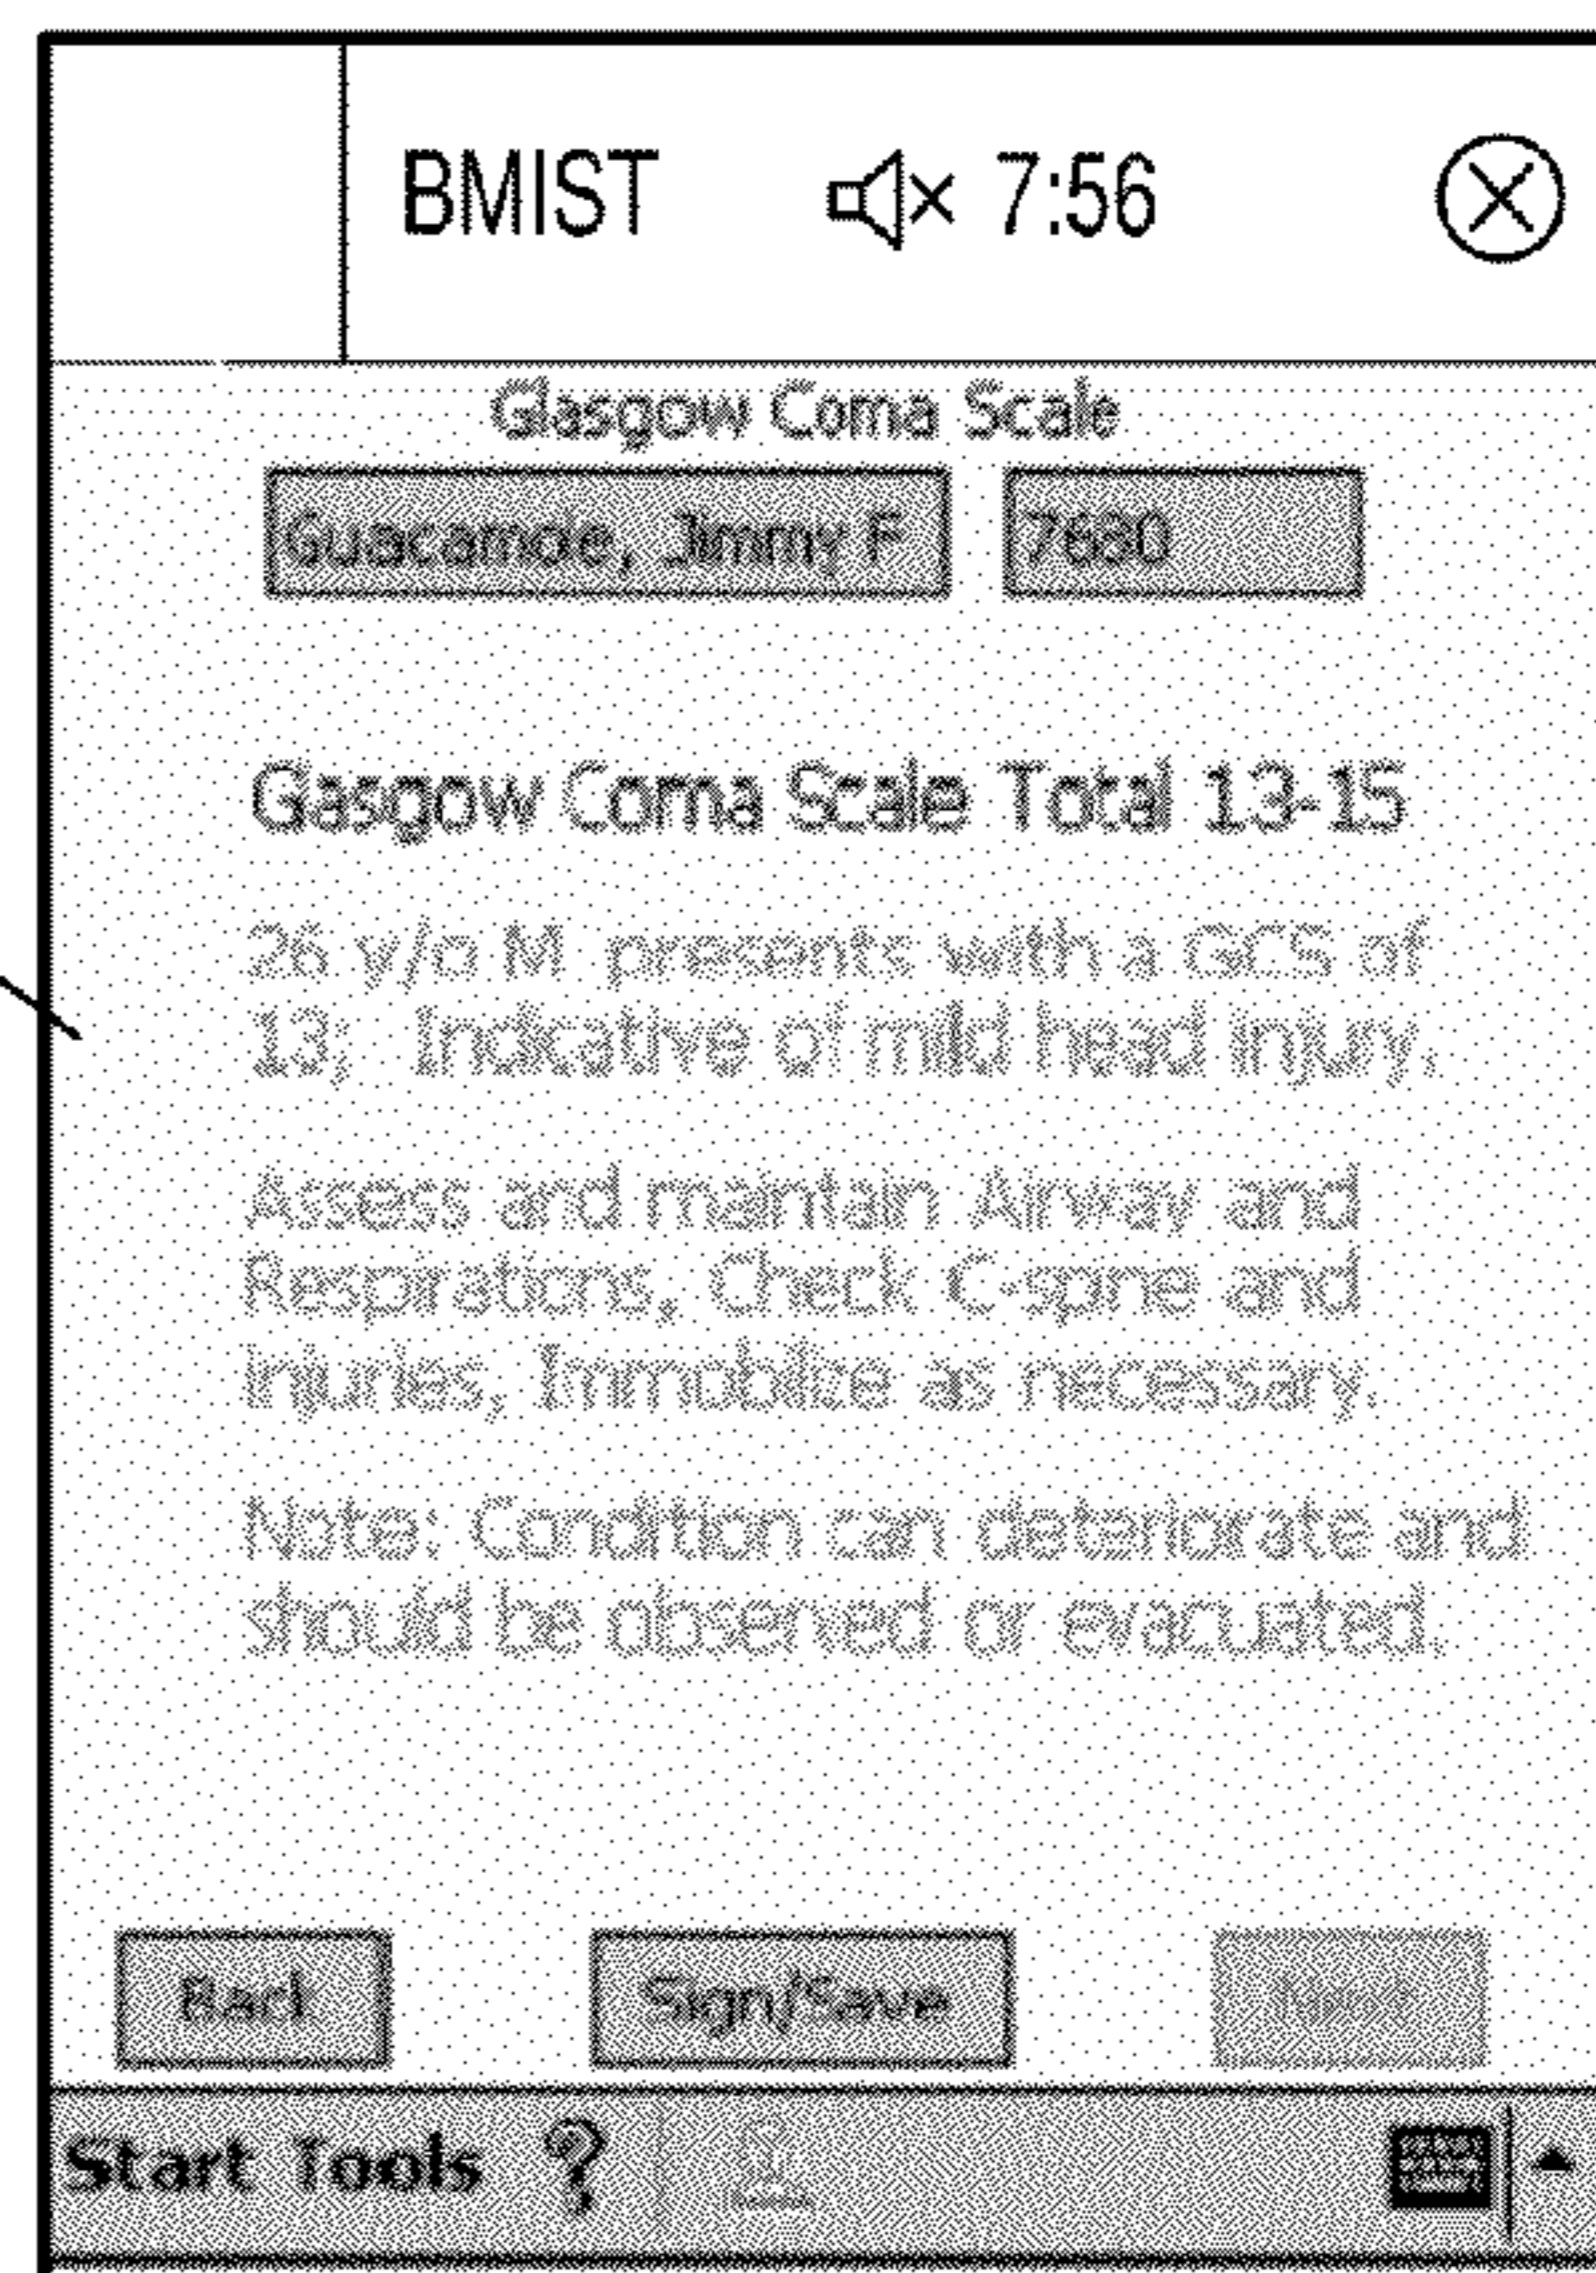 BMIST 7:56
Glasgow Coma Scale
Guacamole, Jimmy F 7680
Glasgow Coma Scale Total 13-15
26 y/o M presents with a GCS of
13; Indicative of mild head injury.
Assess and maintain Airway and
Respirations, Check C-spine and
injuries, Immobilize as necessary.
Note: Condition can deteriorate and
should be observed or evacuated.
Back Sign/Save Next
Start Tools ?